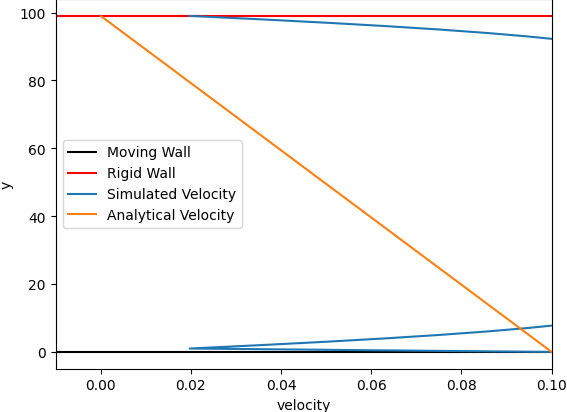 100
80
60
40
20
0
y
Moving Wall
Rigid Wall
Simulated Velocity
Analytical Velocity
0.00 0.02 0.04 0.06 0.08 0.10
velocity